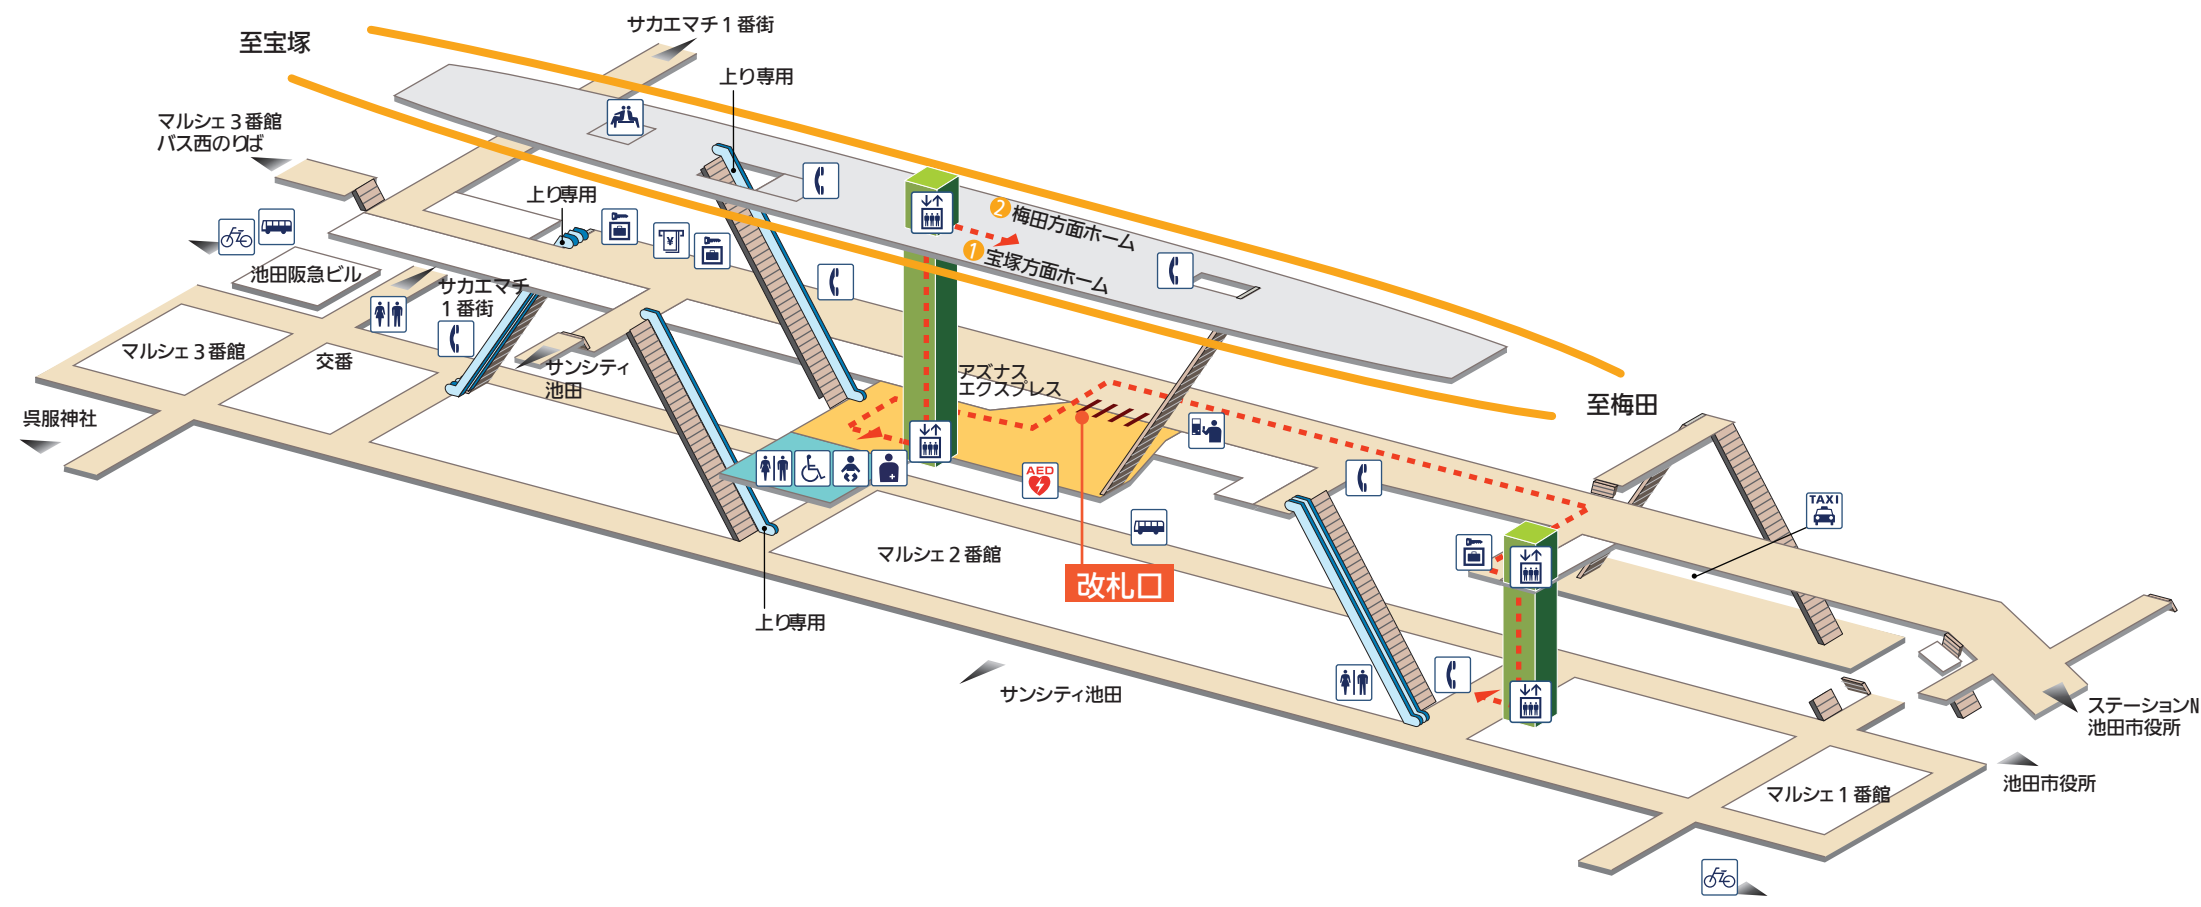 サカエマチ1番街
至宝塚
上り専用
マルシェ3番館
バス西のりば
上り専用
2 梅田方面ホーム
1 宝塚方面ホーム
池田阪急ビル
サカエマチ
1番街
¥
マルシェ3番館
交番
サンシティ
池田
アズナス
エクスプレス
至梅田
呉服神社
AED
TAXI
マルシェ2番館
改札口
上り専用
サンシティ池田
ステーションN
池田市役所
池田市役所
マルシェ1番館